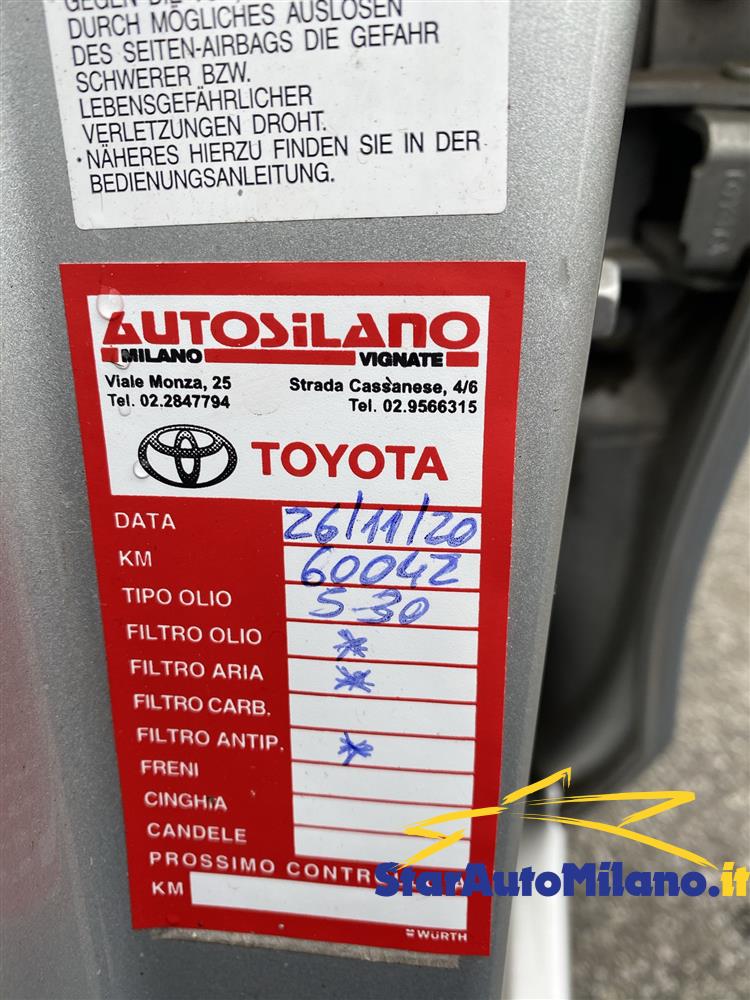 DURCH MÖGLICHES AUSLÖSEN
DES SEITEN-AIRBAGS DIE GEFAHR
SCHWERER BZW.
LEBENSGEFÄHRLICHER
VERLETZUNGEN DROHT.
·NÄHERES HIERZU FINDEN SIE IN DER
BEDIENUNGSANLEITUNG.
TOYOTA
AUTOSiLANO
MILANO VIGNATE
Viale Monza, 25 Strada Cassanese, 4/6
Tel. 02.2847794 Tel. 02.9566315
TOYOTA
DATA 26/11/20
KM 60042
TIPO OLIO 5-30
FILTRO OLIO *
FILTRO ARIA *
FILTRO CARB.
FILTRO ANTIP. *
FRENI
CINGHIA
CANDELE
PROSSIMO
KM
StarAutoMilano.it
WÜRTH